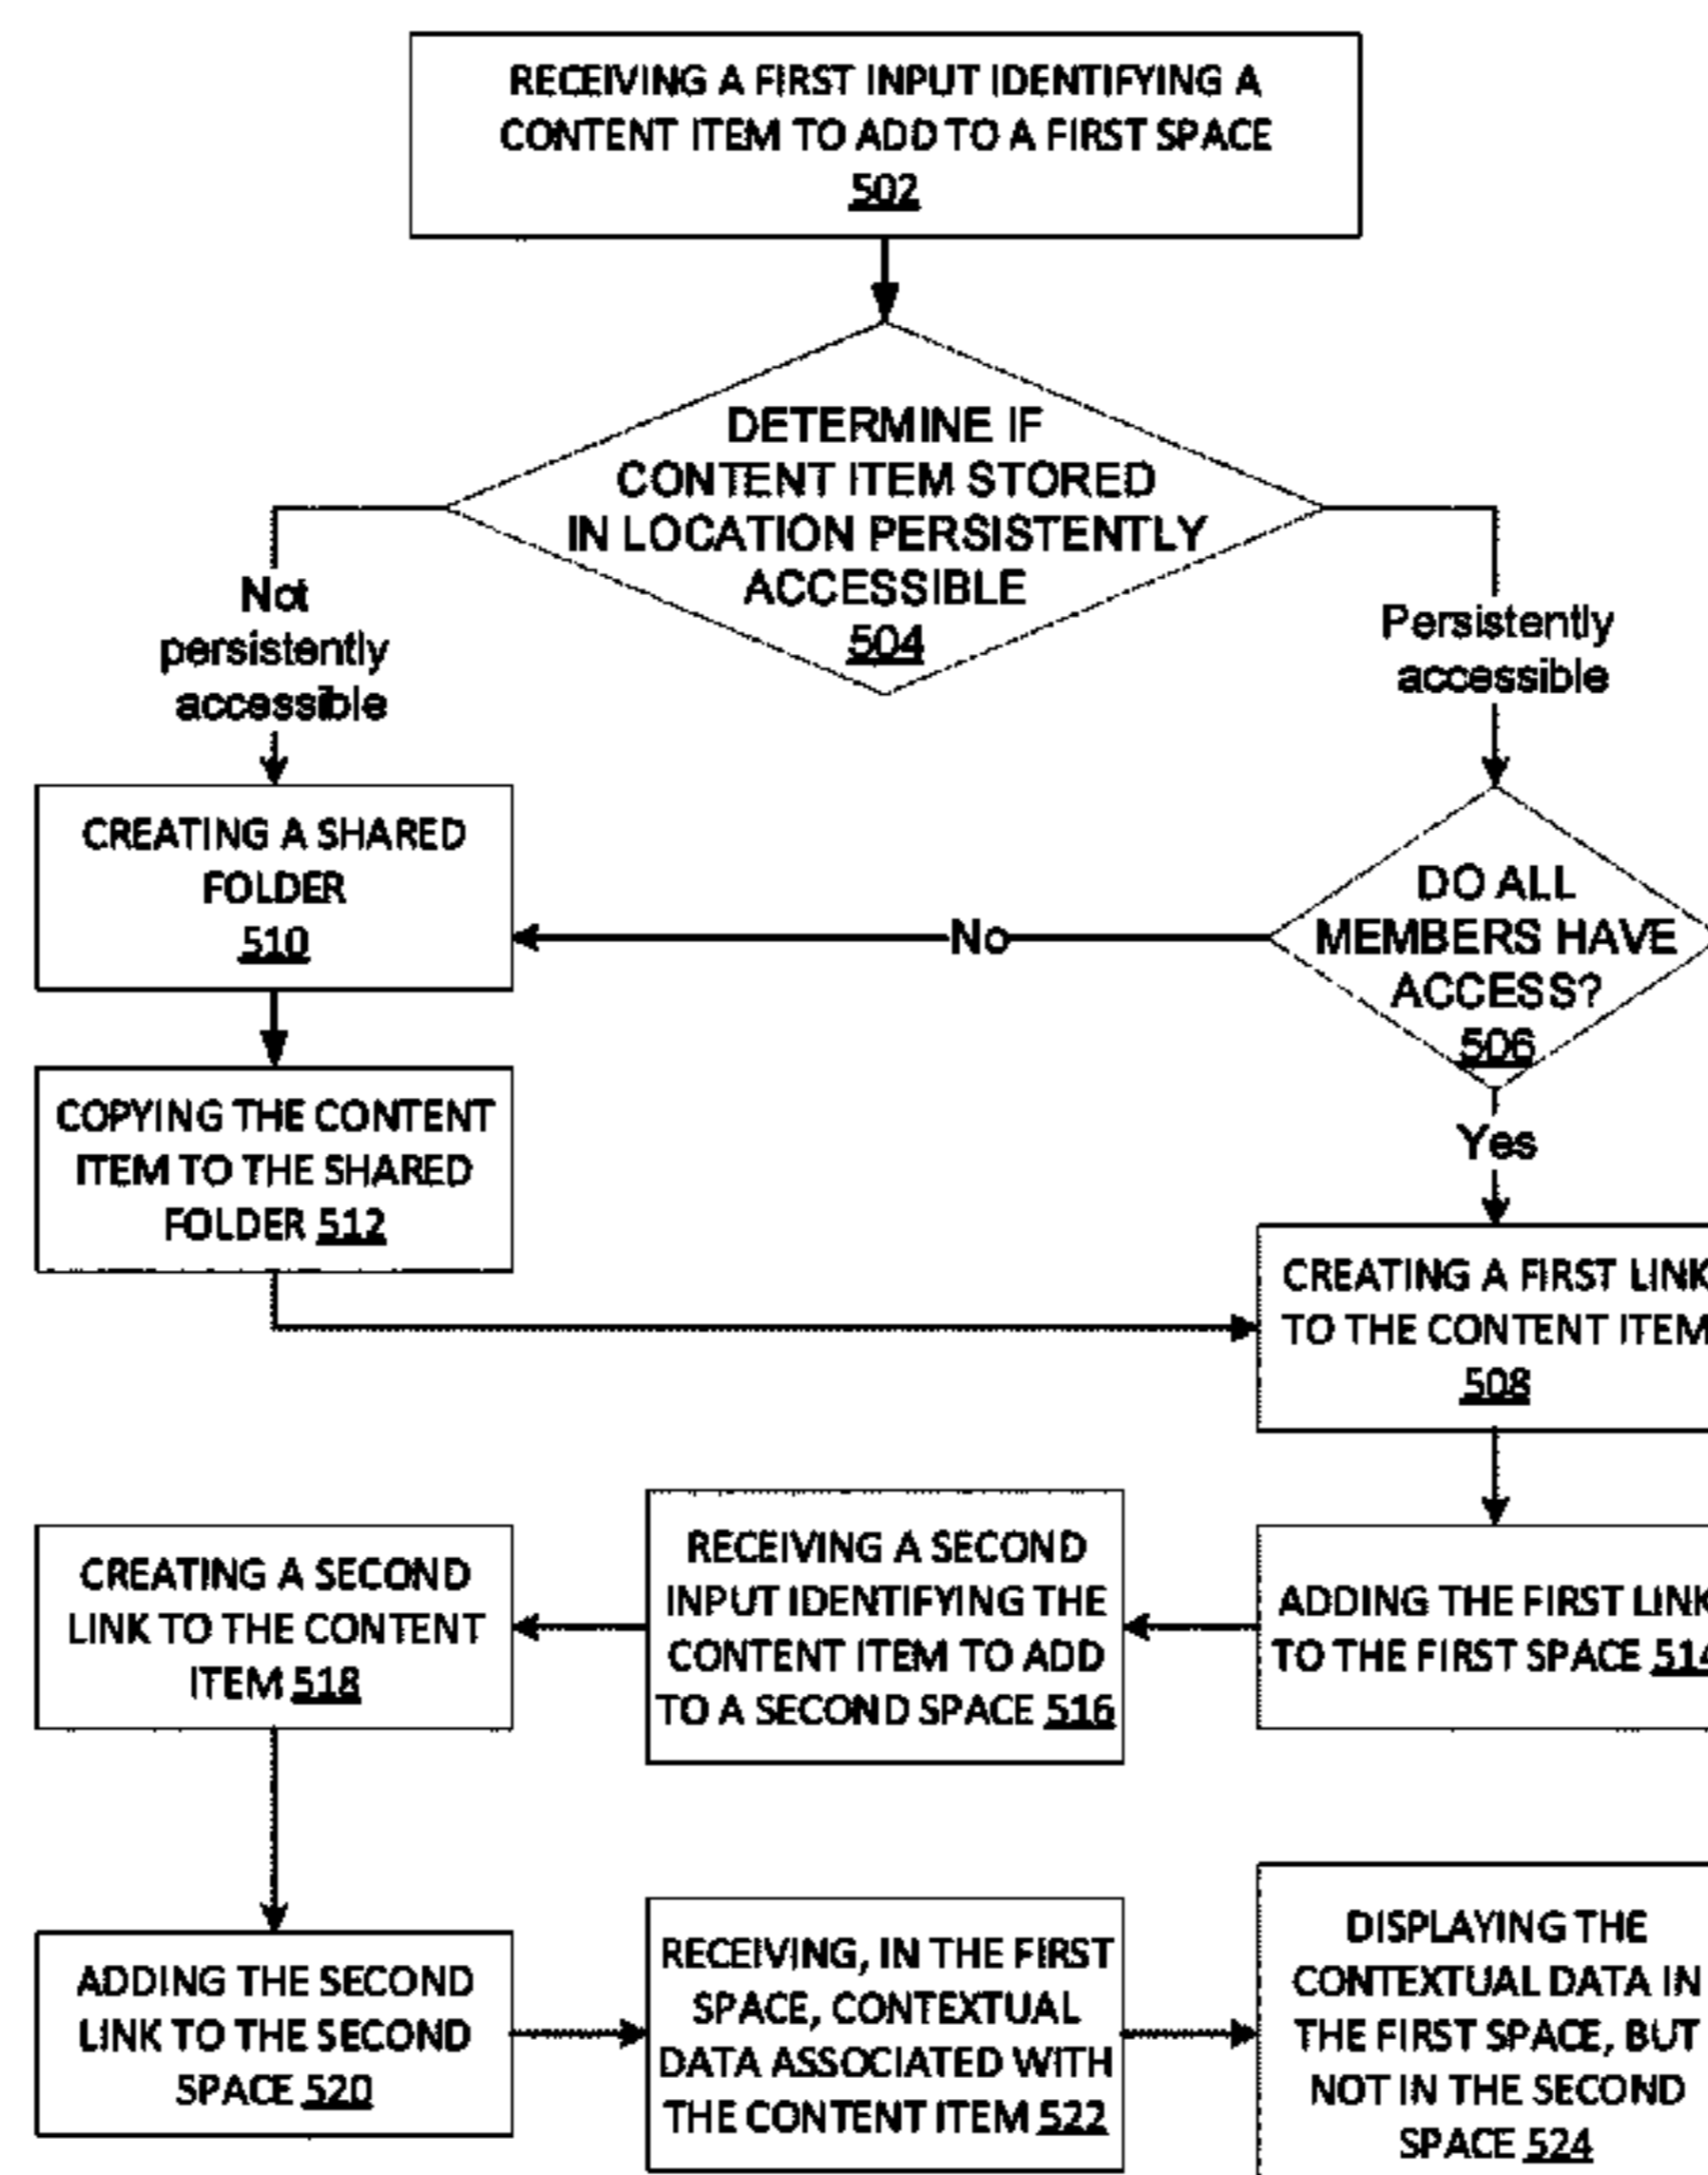 RECEIVING A FIRST INPUT IDENTIFYING A
CONTENT ITEM TO ADD TO A FIRST SPACE
502
DETERMINE IF
CONTENT ITEM STORED
IN LOCATION PERSISTENTLY
ACCESSIBLE
504
Not
persistently
accessible
Persistently
accessible
CREATING A SHARED
FOLDER
510
No
DO ALL
MEMBERS HAVE
ACCESS?
506
COPYING THE CONTENT
ITEM TO THE SHARED
FOLDER 512
Yes
CREATING A FIRST LINK
TO THE CONTENT ITEM
508
CREATING A SECOND
LINK TO THE CONTENT
ITEM 518
RECEIVING A SECOND
INPUT IDENTIFYING THE
CONTENT ITEM TO ADD
TO A SECOND SPACE 516
ADDING THE FIRST LINK
TO THE FIRST SPACE 514
ADDING THE SECOND
LINK TO THE SECOND
SPACE 520
RECEIVING, IN THE FIRST
SPACE, CONTEXTUAL
DATA ASSOCIATED WITH
THE CONTENT ITEM 522
DISPLAYING THE
CONTEXTUAL DATA IN
THE FIRST SPACE, BUT
NOT IN THE SECOND
SPACE 524